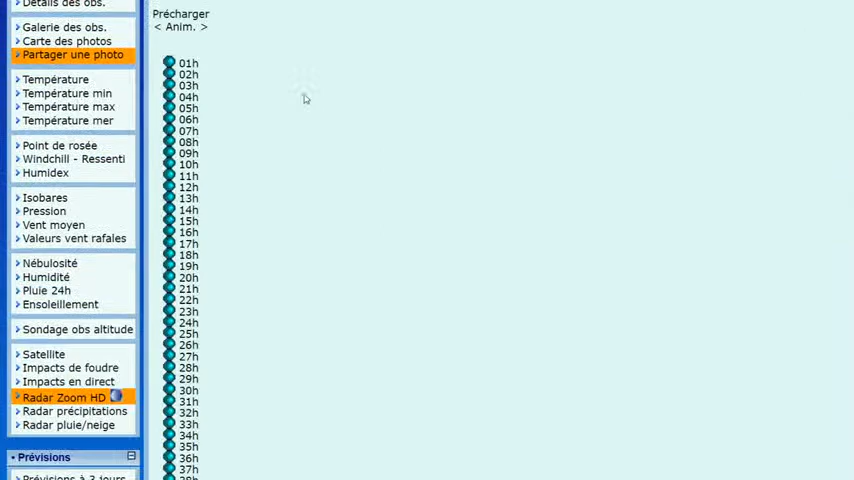 Détails des obs.
Galerie des obs.
Carte des photos
Partager une photo
Température
Température min
Température max
Température mer
Point de rosée
Windchill - Ressenti
Humidex
Isobares
Pression
Vent moyen
Valeurs vent rafales
Nébulosité
Humidité
Pluie 24h
Ensoleillement
Sondage obs altitude
Satellite
Impacts de foudre
Impacts en direct
Radar Zoom HD
Radar précipitations
Radar pluie/neige
• Prévisions
Prévisions à 3 jours
Précharger
< Anim. >
01h
02h
03h
04h
05h
06h
07h
08h
09h
10h
11h
12h
13h
14h
15h
16h
17h
18h
19h
20h
21h
22h
23h
24h
25h
26h
27h
28h
29h
30h
31h
32h
33h
34h
35h
36h
37h
38h